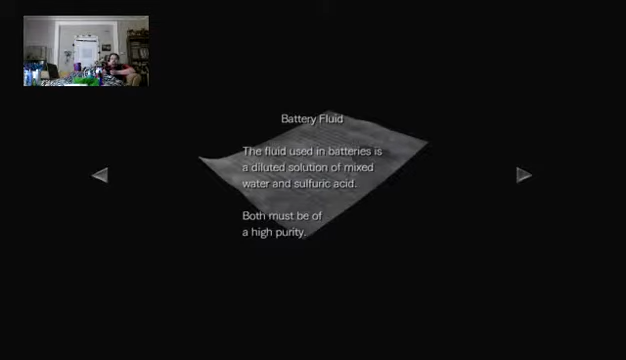 Battery Fluid
The fluid used in batteries is
a diluted solution of mixed
water and sulfuric acid.
Both must be of
a high purity.